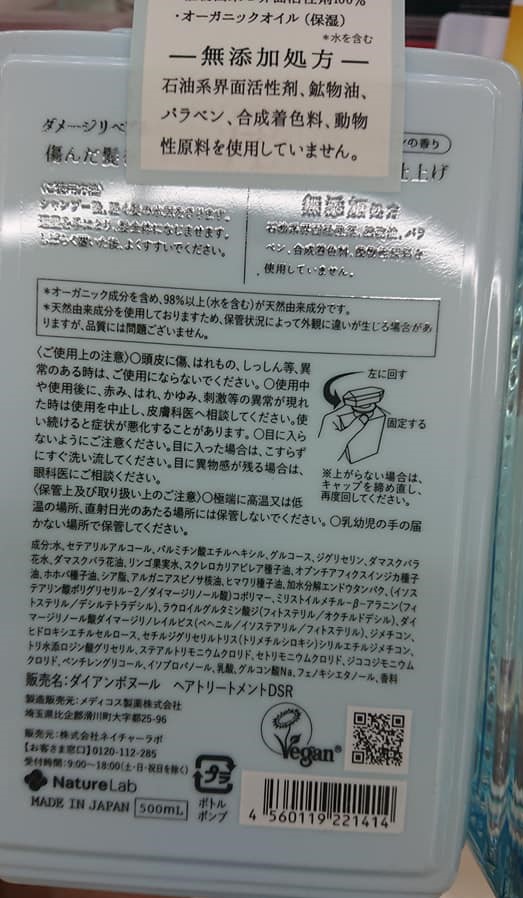 ・オーガニックオイル（保湿）
＊水を含む
―無添加処方―
石油系界面活性剤、鉱物油、
パラベン、合成着色料、動物
性原料を使用していません。
ダメージリペ
の香り
傷んだ髪
仕上げ
〈ご使用方法〉
無添加処方
しばらく置いた後、よくすすいでください。
使用していません。
＊オーガニック成分を含め、98%以上(水を含む)が天然由来成分です。
＊天然由来成分を使用しておりますため、保管状況によって外観に違いが生じる場合があ
りますが、品質には問題ございません。
〈ご使用上の注意〉○頭皮に傷、はれもの、しっしん等、異
常のある時は、ご使用にならないでください。○使用中
や使用後に、赤み、はれ、かゆみ、刺激等の異常が現れ
た時は使用を中止し、皮膚科医へ相談してください。使
い続けると症状が悪化することがあります。○目に入ら
ないようにご注意ください。目に入った場合は、こすらず
にすぐ洗い流してください。目に異物感が残る場合は、
眼科医にご相談ください。
左に回す
固定する
※上がらない場合は、
キャップを締め直し、
再度回してください。
〈保管上及び取り扱い上のご注意〉○極端に高温又は低
温の場所、直射日光のあたる場所には保管しないでください。○乳幼児の手の届
かない場所で保管してください。
成分:水、セテアリルアルコール、パルミチン酸エチルヘキシル、グルコース、ジグリセリン、ダマスクバラ
花水、ダマスクバラ花油、リンゴ果実水、スクレロカリアビレア種子油、オプンチアフィクスインジカ種子
油、ホホバ種子油、シア脂、アルガニアスピノサ核油、ヒマワリ種子油、加水分解エンドウタンパク、(イソス
テアリン酸ポリグリセリル-2/ダイマージリノール酸)コポリマー、ミリストイルメチル-β-アラニン(フィ
トステリル/デシルテトラデシル)、ラウロイルグルタミン酸ジ(フィトステリル/オクチルドデシル)、ダイ
マージリノール酸ダイマージリノレイルビス(ベヘニル/イソステアリル/フィトステリル)、ジメチコン、
ヒドロキシエチルセルロース、セチルジグリセリルトリス(トリメチルシロキシ)シリルエチルジメチコン、
トリ水添ロジン酸グリセリル、ステアルトリモニウムクロリド、セトリモニウムクロリド、ジココジモニウム
クロリド、ペンチレングリコール、イソプロパノール、乳酸、グルコン酸Na、フェノキシエタノール、香料
販売名：ダイアンボヌール ヘアトリートメントDSR
製造販売元：メディコス製薬株式会社
埼玉県比企郡滑川町大字都25-96
販売元：株式会社ネイチャーラボ
【お客さま窓口】0120-112-285
受付時間：9:00～18:00(土・日・祝日を除く)
NatureLab
MADE IN JAPAN 500mL
プラ
ボトル
ポンプ
Vegan®
4 560119 221414